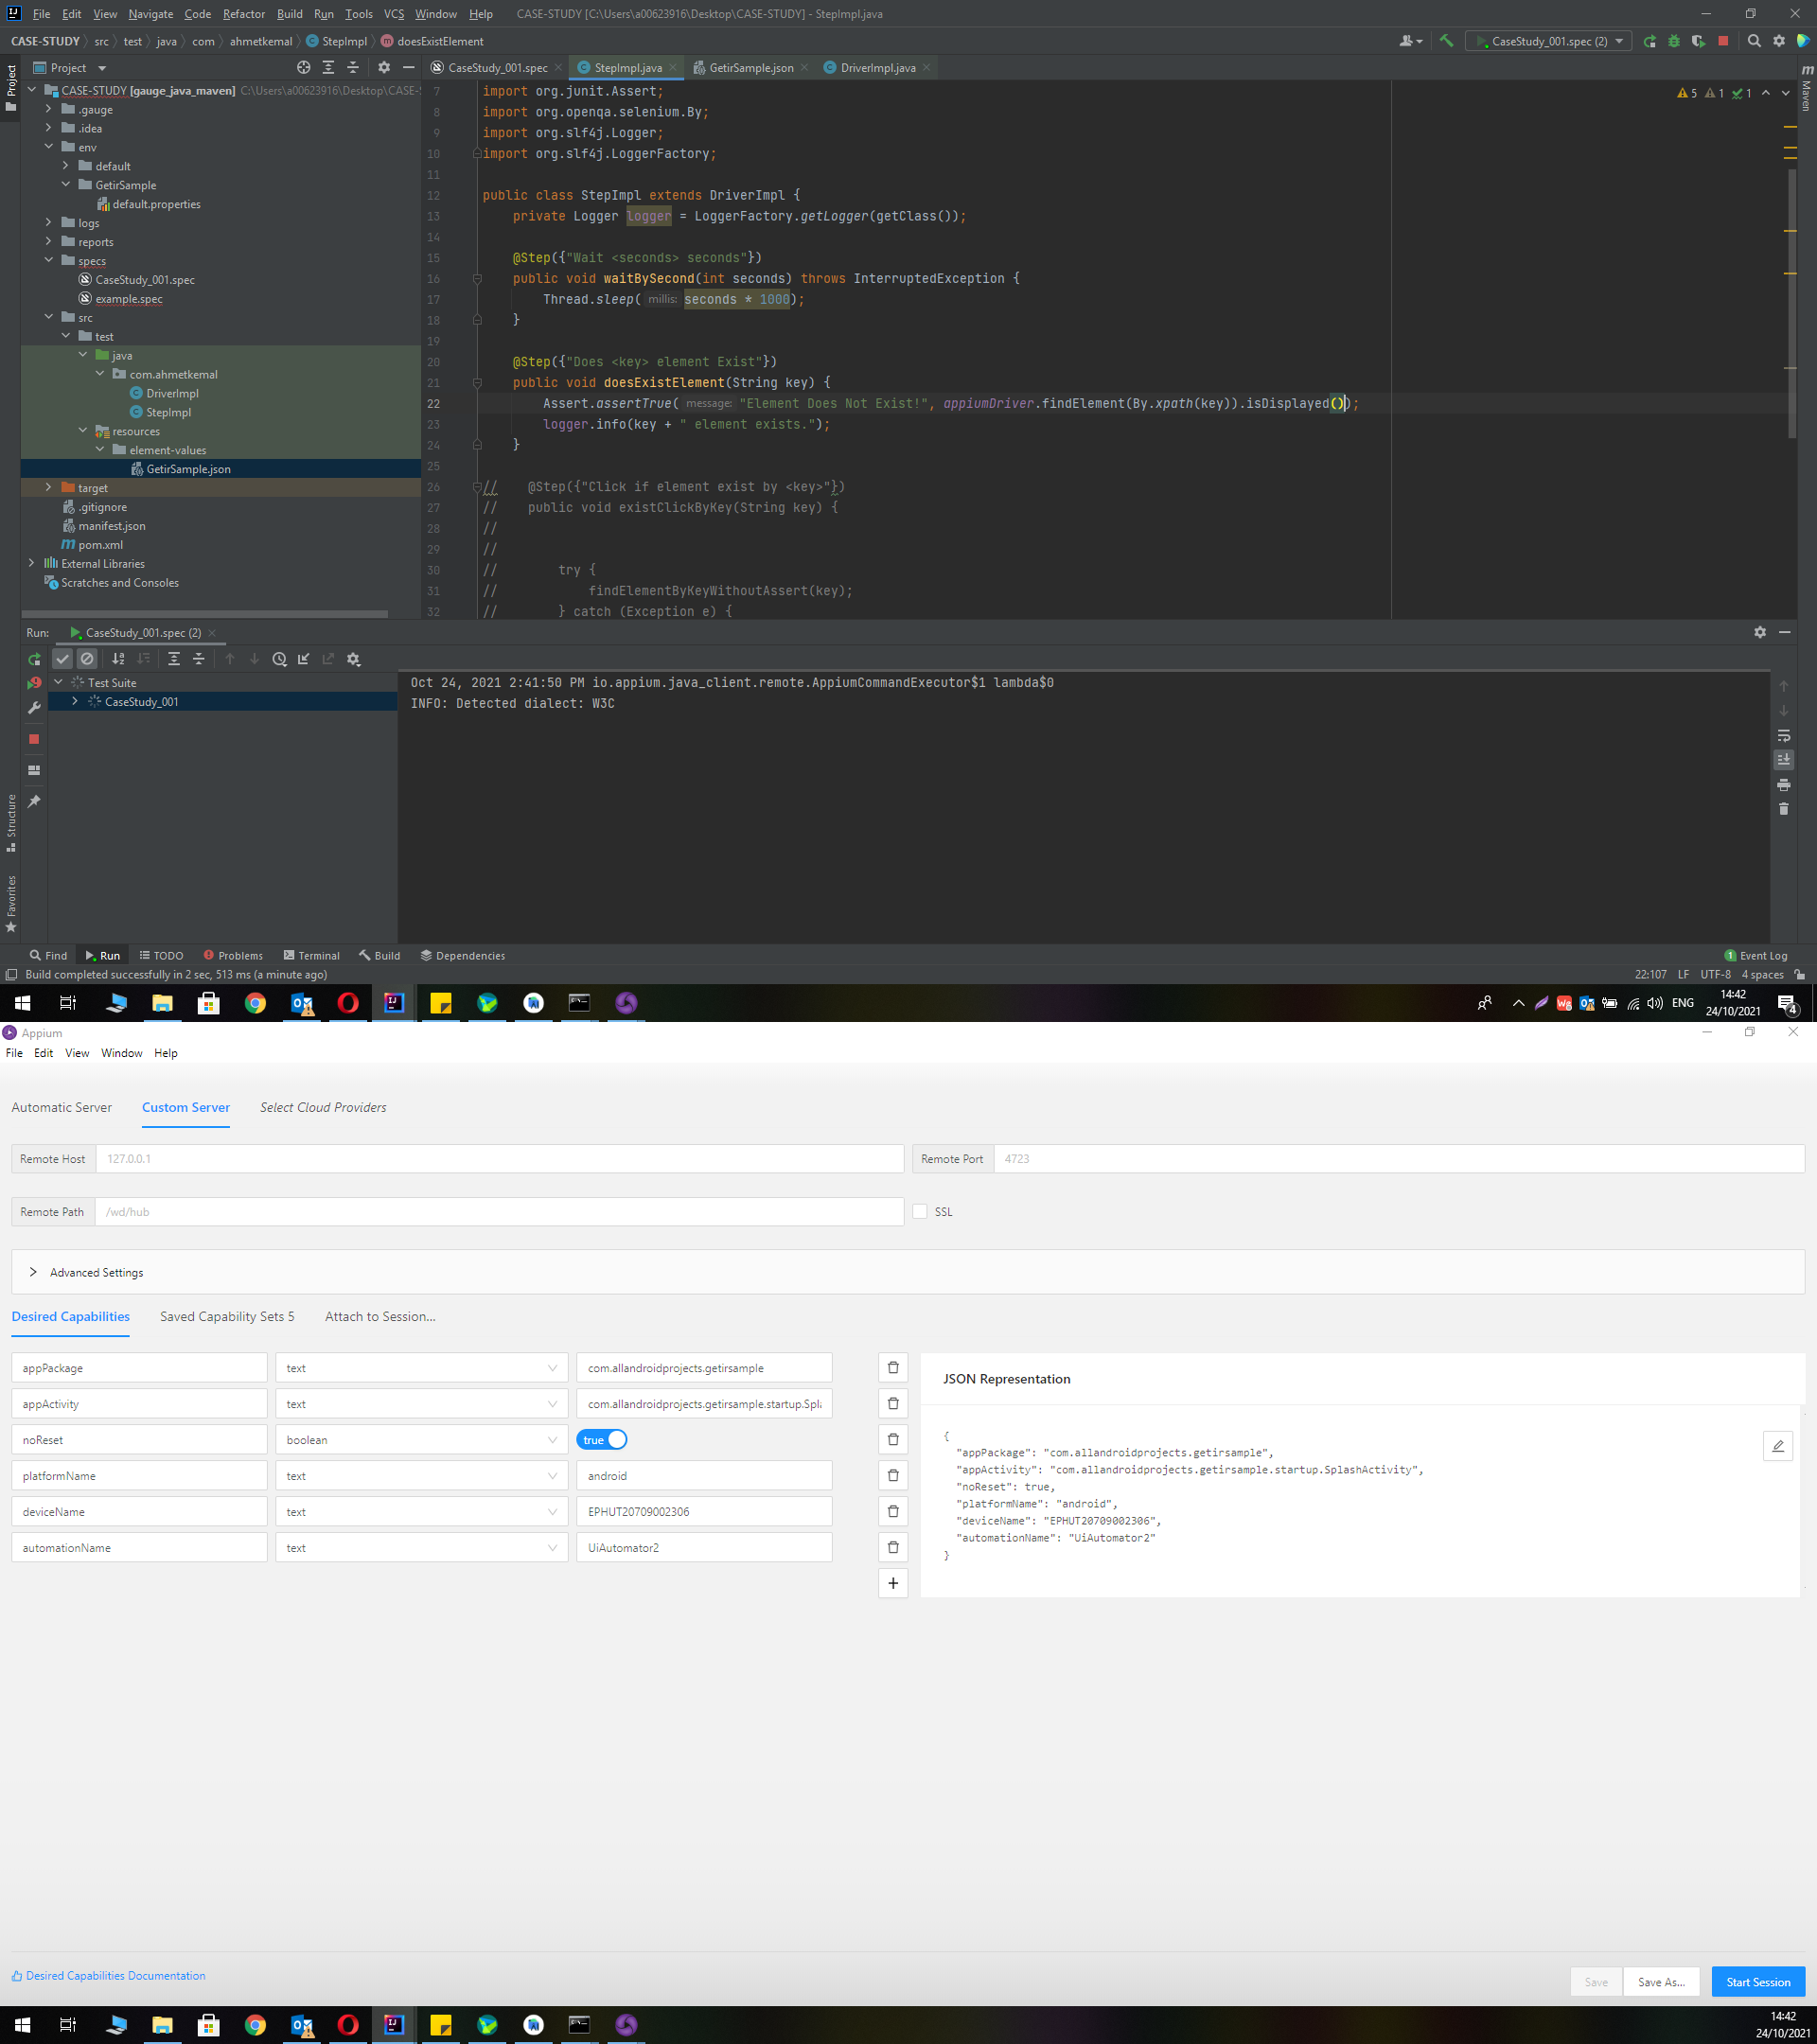 File Edit View Navigate Code Refactor Build Run Tools VCS Window Help CASE-STUDY [C:\Users\a00623916\Desktop\CASE-STUDY] - StepImpl.java
CASE-STUDY src test java com ahmetkemal StepImpl doesExistElement CaseStudy_001.spec (2)
Project
CaseStudy_001.spec StepImpl.java GetirSample.json DriverImpl.java
Project
Maven
CASE-STUDY [gauge_java_maven] C:\Users\a00623916\Desktop\CASE-S
.gauge
.idea
env
default
GetirSample
default.properties
logs
reports
specs
CaseStudy_001.spec
example.spec
src
test
java
com.ahmetkemal
DriverImpl
StepImpl
resources
element-values
GetirSample.json
target
.gitignore
manifest.json
pom.xml
External Libraries
Scratches and Consoles
5 1 1
7 import org.junit.Assert;
8 import org.openqa.selenium.By;
9 import org.slf4j.Logger;
10 import org.slf4j.LoggerFactory;
11
12 public class StepImpl extends DriverImpl {
13 private Logger logger = LoggerFactory.getLogger(getClass());
14
15 @Step({"Wait <seconds> seconds"})
16 public void waitBySecond(int seconds) throws InterruptedException {
17 Thread.sleep( millis: seconds * 1000);
18 }
19
20 @Step({"Does <key> element Exist"})
21 public void doesExistElement(String key) {
22 Assert.assertTrue( message: "Element Does Not Exist!", appiumDriver.findElement(By.xpath(key)).isDisplayed());
23 logger.info(key + " element exists.");
24 }
25
26 // @Step({"Click if element exist by <key>"})
27 // public void existClickByKey(String key) {
28 //
29 //
30 // try {
31 // findElementByKeyWithoutAssert(key);
32 // } catch (Exception e) {
Run: CaseStudy_001.spec (2)
Test Suite
CaseStudy_001
Oct 24, 2021 2:41:50 PM io.appium.java_client.remote.AppiumCommandExecutor$1 lambda$0
INFO: Detected dialect: W3C
Structure
Favorites
Find Run TODO Problems Terminal Build Dependencies 1 Event Log
Build completed successfully in 2 sec, 513 ms (a minute ago) 22:107 LF UTF-8 4 spaces
ENG 14:42
24/10/2021 4
Appium
File Edit View Window Help
Automatic Server Custom Server Select Cloud Providers
Remote Host 127.0.0.1 Remote Port 4723
Remote Path /wd/hub SSL
Advanced Settings
Desired Capabilities Saved Capability Sets 5 Attach to Session...
appPackage text com.allandroidprojects.getirsample
appActivity text com.allandroidprojects.getirsample.startup.Spla
noReset boolean true
platformName text android
deviceName text EPHUT20709002306
automationName text UiAutomator2
JSON Representation
{
"appPackage": "com.allandroidprojects.getirsample",
"appActivity": "com.allandroidprojects.getirsample.startup.SplashActivity",
"noReset": true,
"platformName": "android",
"deviceName": "EPHUT20709002306",
"automationName": "UiAutomator2"
}
Desired Capabilities Documentation
Save Save As... Start Session
14:42
24/10/2021